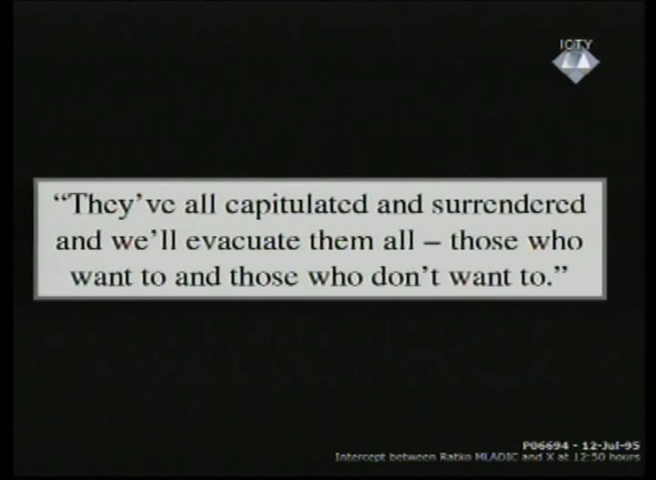 ICTY
“They’ve all capitulated and surrendered
and we’ll evacuate them all – those who
want to and those who don’t want to.”
P06694 - 12-Jul-95
Intercept between Ratko MLADIC and X at 12:50 hours